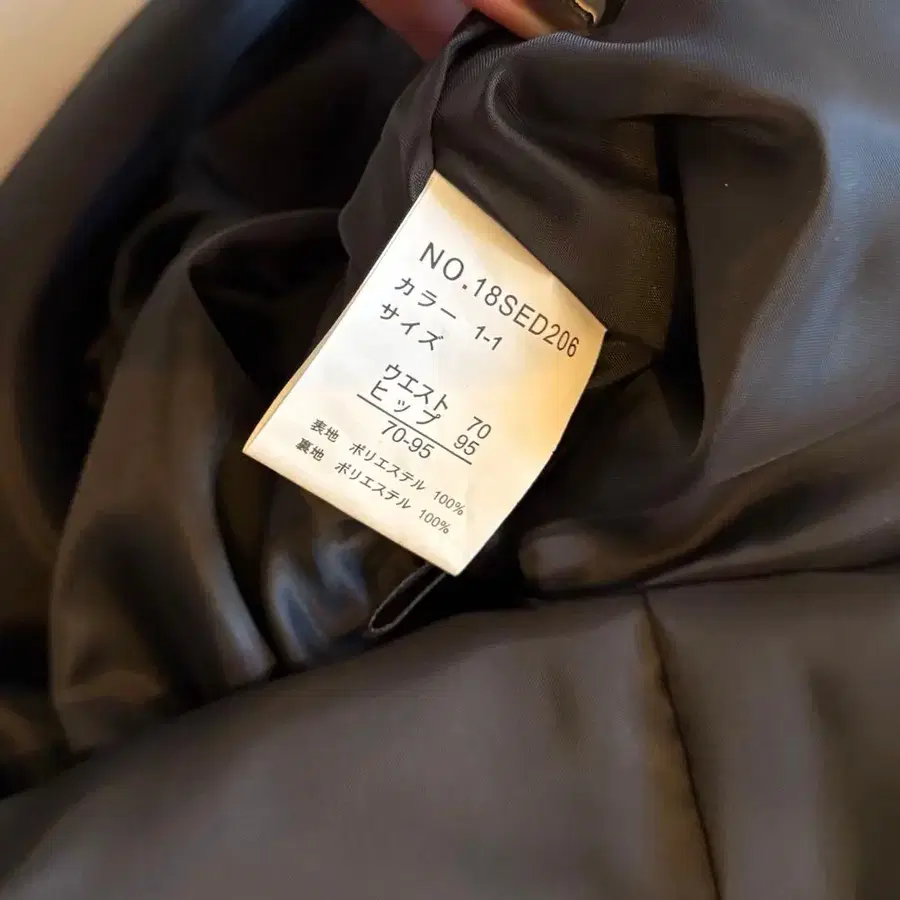 NO.18SED206
カラー 1-1
サイズ
ウエスト 70
ヒップ 95
70-95
表地 ポリエステル 100%
裏地 ポリエステル 100%